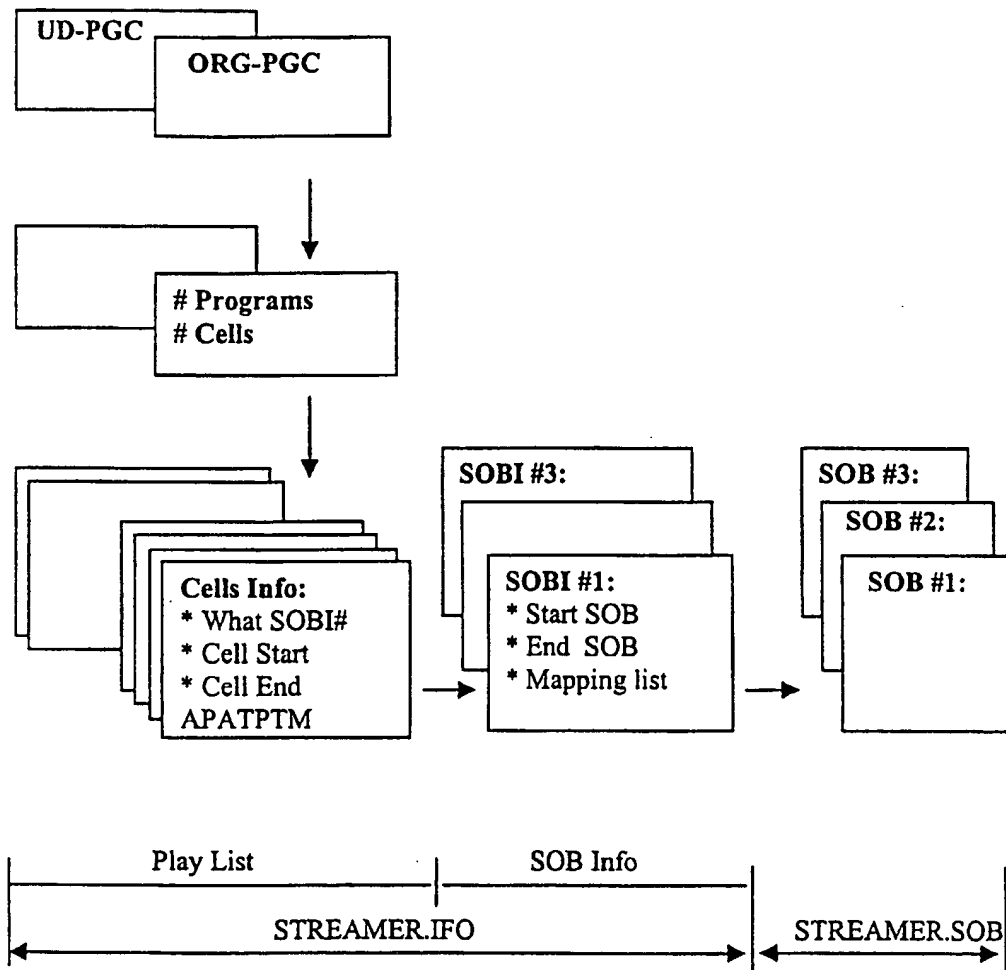 UD-PGC
ORG-PGC
# Programs
# Cells
Cells Info:
* What SOBI#
* Cell Start
* Cell End
APATPTM
SOBI #3:
SOBI #1:
* Start SOB
* End SOB
* Mapping list
SOB #3:
SOB #2:
SOB #1:
Play List
SOB Info
STREAMER.IFO
STREAMER.SOB